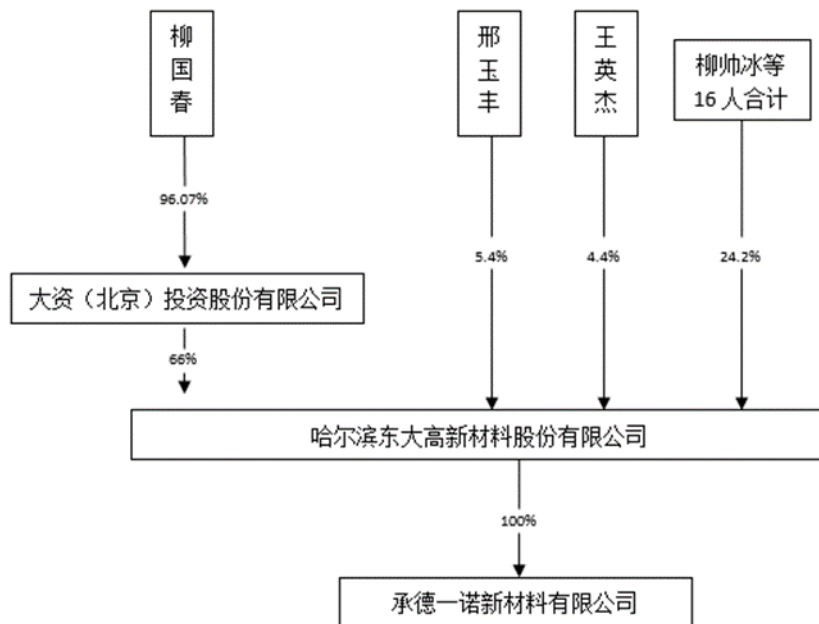 柳国春
邢玉丰
王英杰
柳帅冰等
16人合计
96.07%
5.4%
4.4%
24.2%
大资（北京）投资股份有限公司
66%
哈尔滨东大高新材料股份有限公司
100%
承德一诺新材料有限公司